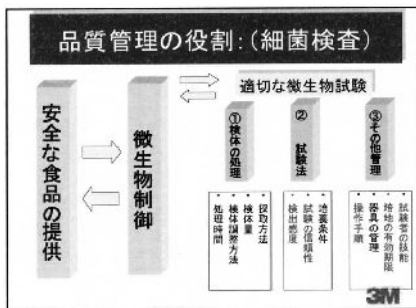 品質管理の役割:(細菌検査)
適切な微生物試験
安全な食品の提供
微生物制御
①検体の処理
②試験法
③その他管理
・採取方法
・検体量
・検体調整方法
・処理時間
・培養条件
・試験の信頼性
・検出感度
・試験者の技能
・培地の有効期限
・器具の管理
・操作手順
3M